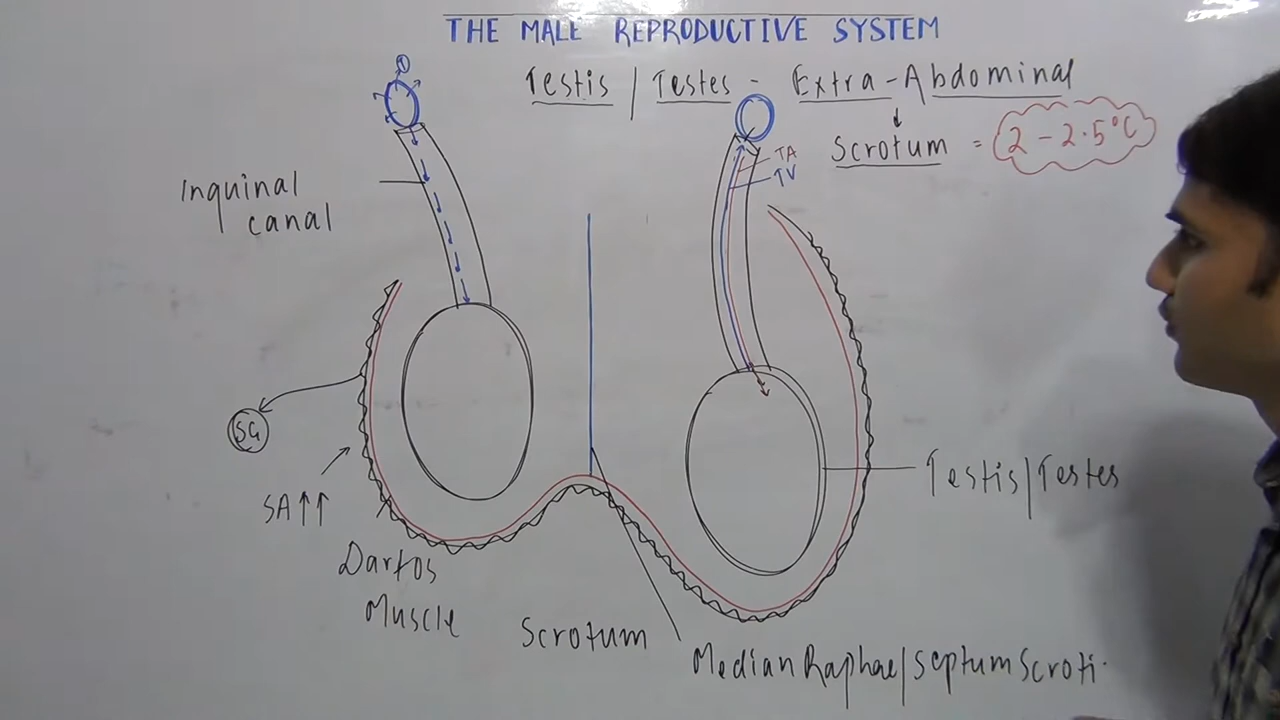 THE MALE REPRODUCTIVE SYSTEM
Testis / Testes - Extra-Abdominal
Scrotum = 2 - 2.5°C
TA
TV
Inguinal
canal
SG
SA↑↑
Testis/Testes
Dartos
Muscle
Scrotum
Median Raphae/Septum Scroti.